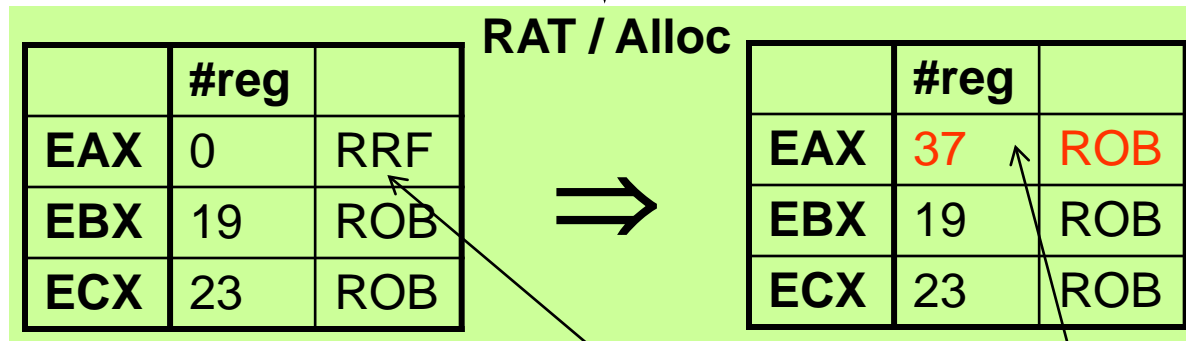 RAT / Alloc
#reg
EAX 0 RRF
EBX 19 ROB
ECX 23 ROB
⇒
#reg
EAX 37 ROB
EBX 19 ROB
ECX 23 ROB